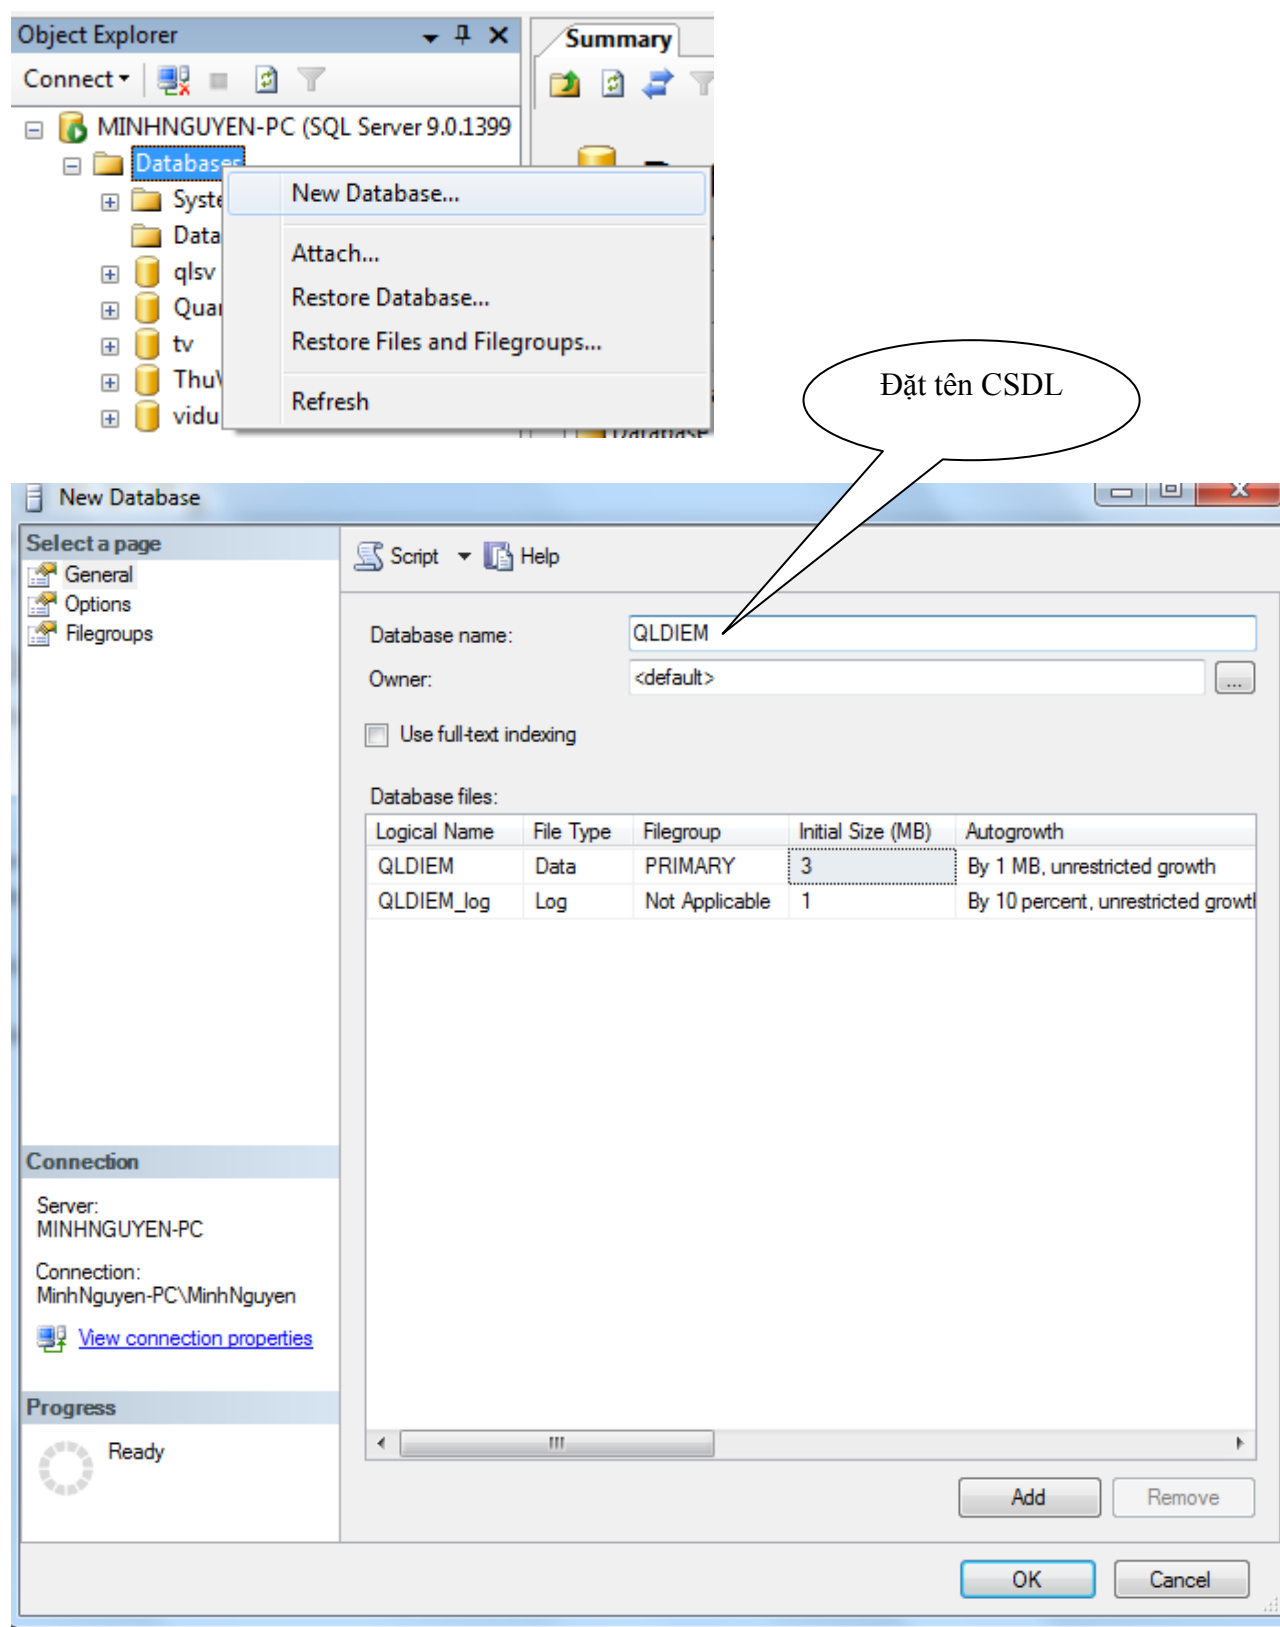 Object Explorer
Summary
Connect
MINHNGUYEN-PC (SQL Server 9.0.1399
Databases
New Database...
Attach...
qlsv
Restore Database...
tv
Restore Files and Filegroups...
vidu
Refresh
Database
Đặt tên CSDL
New Database
Select a page
General
Options
Filegroups
Script
Help
Database name:
QLDIEM
Owner:
<default>
...
Use full-text indexing
Database files:
Logical Name File Type Filegroup Initial Size (MB) Autogrowth
QLDIEM Data PRIMARY 3 By 1 MB, unrestricted growth
QLDIEM_log Log Not Applicable 1 By 10 percent, unrestricted growt
Connection
Server:
MINHNGUYEN-PC
Connection:
MinhNguyen-PC\MinhNguyen
View connection properties
Progress
Ready
Add
Remove
OK
Cancel